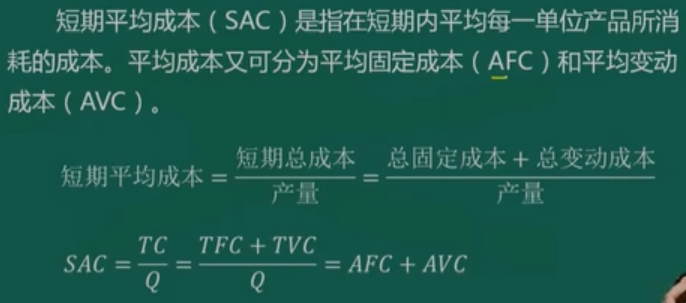 短期平均成本（SAC）是指在短期内平均每一单位产品所消
耗的成本。平均成本又可分为平均固定成本（AFC）和平均变动
成本（AVC）。
短期平均成本 = 短期总成本/产量 = 总固定成本 + 总变动成本/产量
SAC = TC/Q = TFC + TVC/Q = AFC + AVC